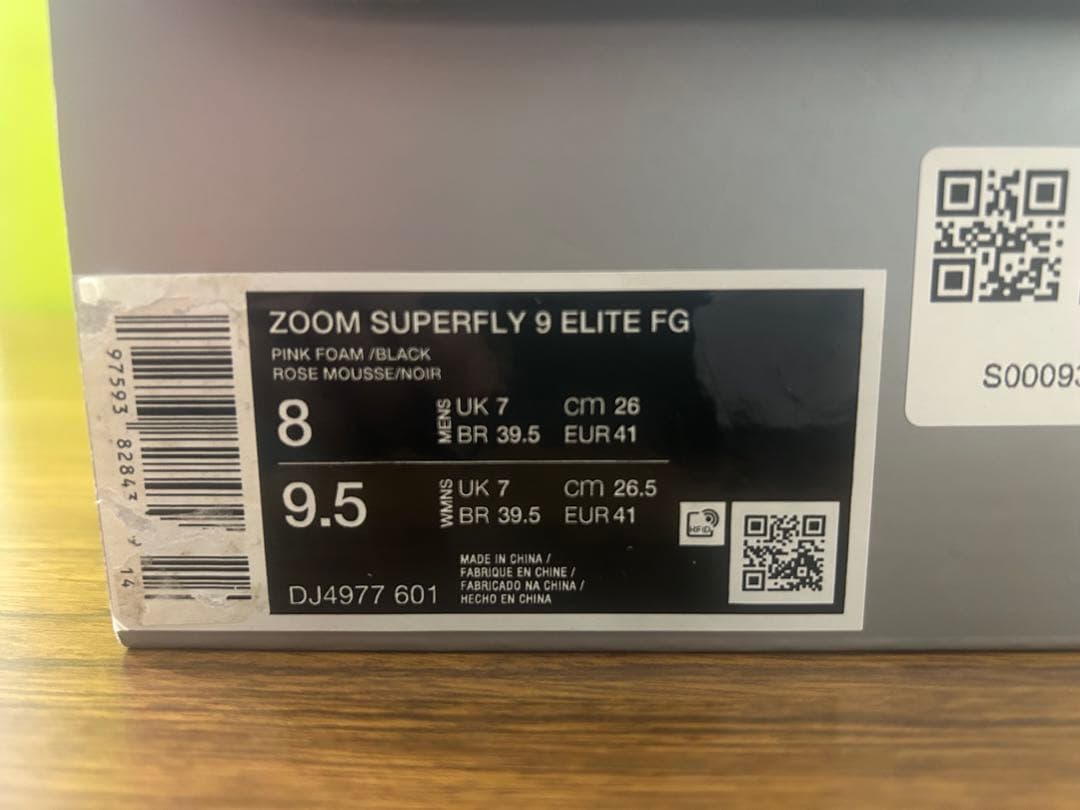 ZOOM SUPERFLY 9 ELITE FG
PINK FOAM /BLACK
ROSE MOUSSE/NOIR
8
MENS
UK 7 cm 26
BR 39.5 EUR 41
9.5
WMNS
UK 7 cm 26.5
BR 39.5 EUR 41
DJ4977 601
MADE IN CHINA /
FABRIQUE EN CHINE /
FABRICADO NA CHINA /
HECHO EN CHINA
RFID
97593 82843
14
S00093